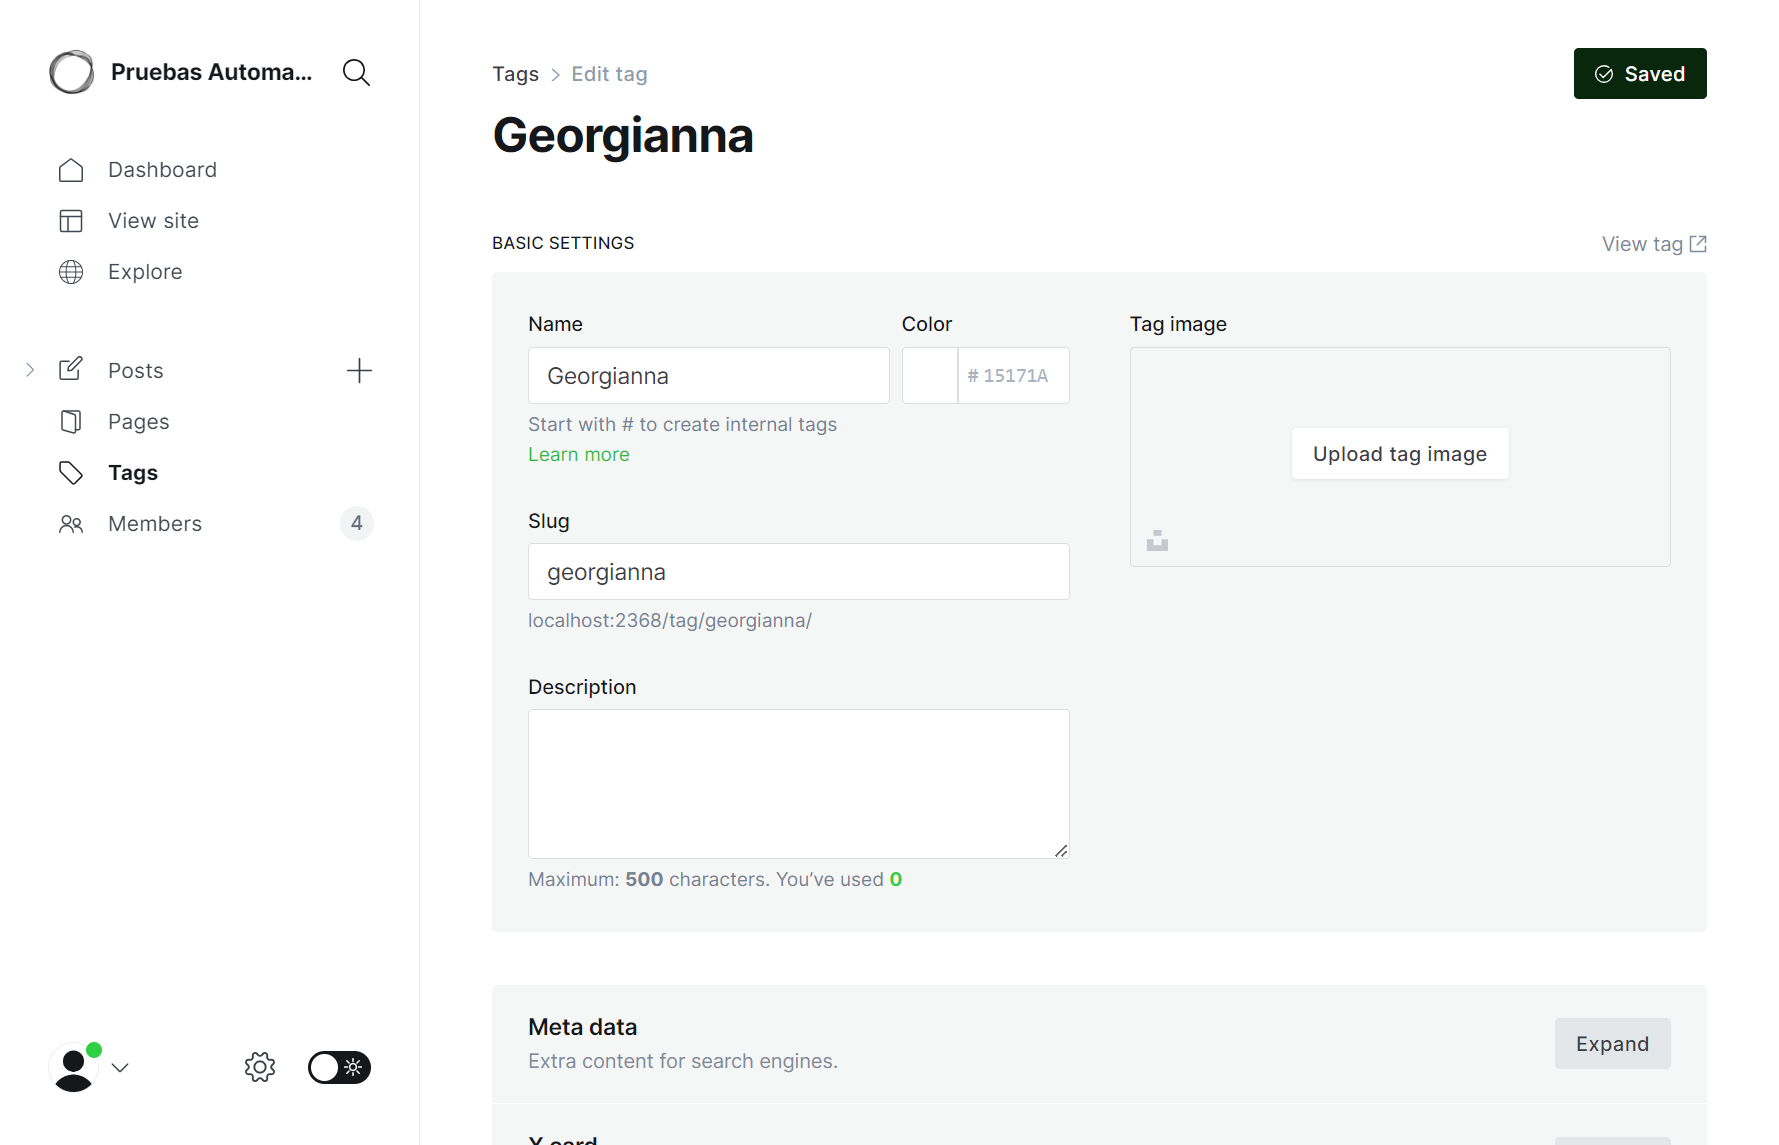 Pruebas Automa...
Dashboard
View site
Explore
Posts
Pages
Tags
Members
4
Tags > Edit tag
Saved
Georgianna
BASIC SETTINGS
View tag
Name
Georgianna
Start with # to create internal tags
Learn more
Color
# 15171A
Slug
georgianna
localhost:2368/tag/georgianna/
Description
Maximum: 500 characters. You’ve used 0
Tag image
Upload tag image
Meta data
Extra content for search engines.
Expand
X card